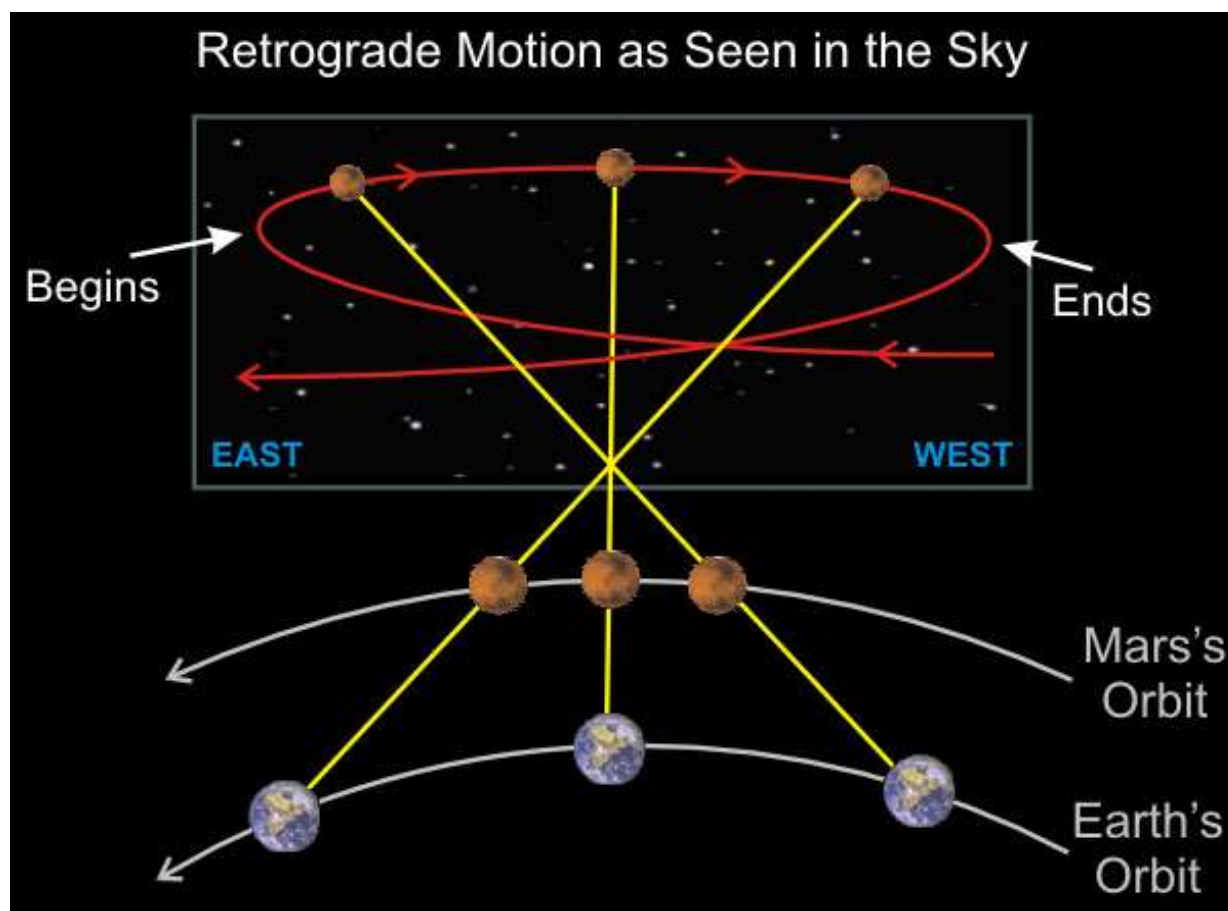 Retrograde Motion as Seen in the Sky
Begins
Ends
EAST
WEST
Mars's
Orbit
Earth's
Orbit